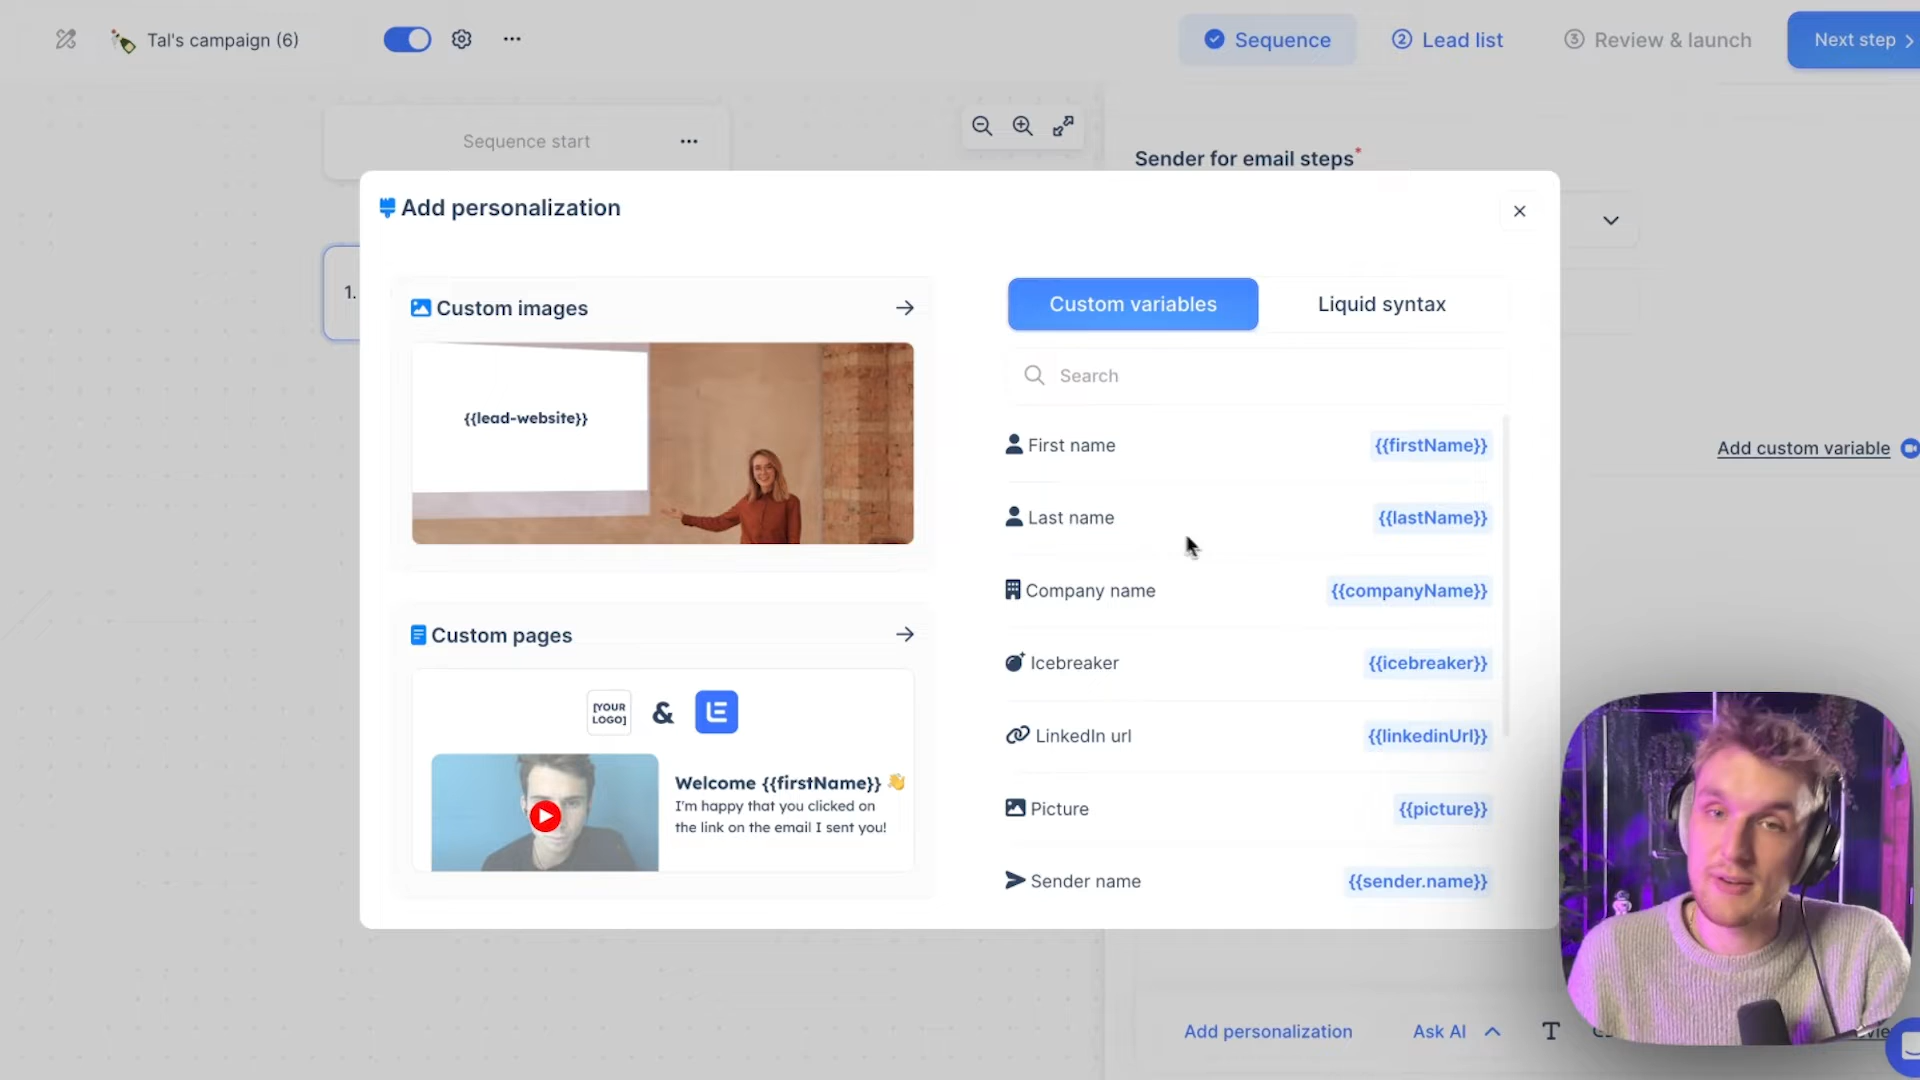 Tal's campaign (6)
Sequence
2 Lead list
3 Review & launch
Next step
Sequence start
Sender for email steps*
1.
Add personalization
Custom images
{{lead-website}}
Custom pages
[YOUR
LOGO]
&
Welcome {{firstName}} 👋
I'm happy that you clicked on
the link on the email I sent you!
Custom variables
Liquid syntax
Search
First name
{{firstName}}
Last name
{{lastName}}
Company name
{{companyName}}
Icebreaker
{{icebreaker}}
LinkedIn url
{{linkedinUrl}}
Picture
{{picture}}
Sender name
{{sender.name}}
Add custom variable
Add personalization
Ask AI
T